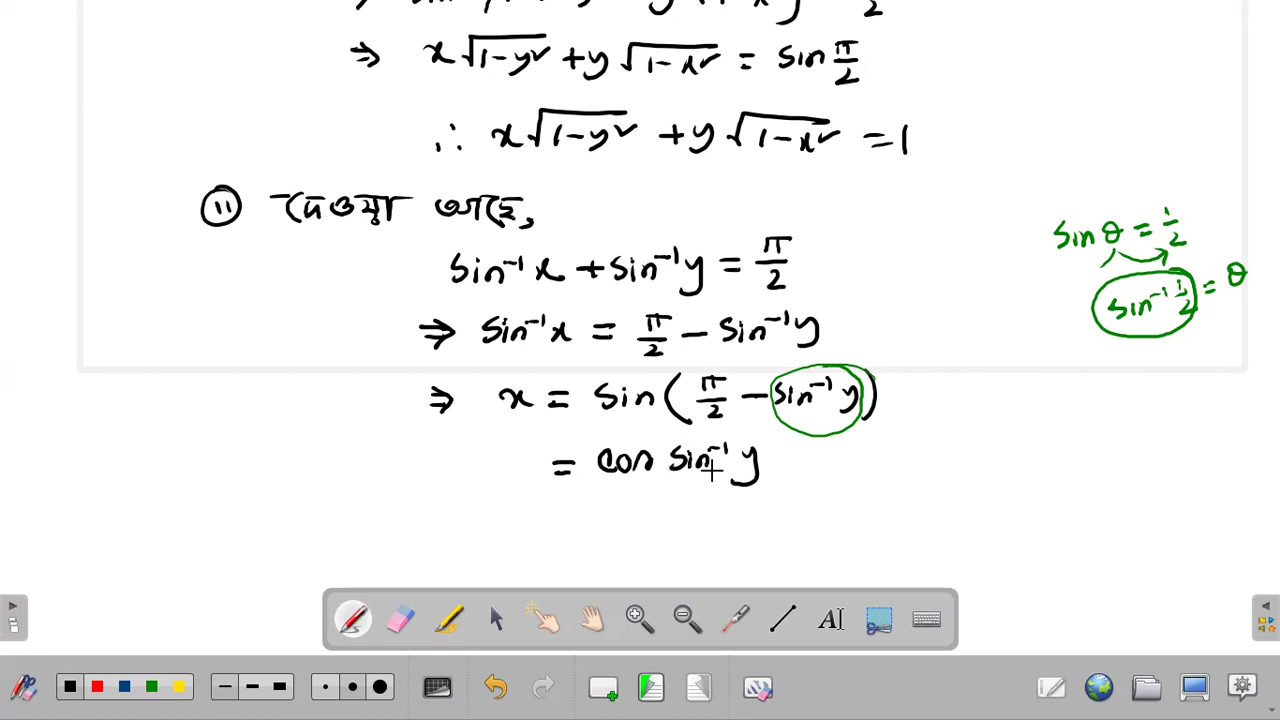 ⇒ x√1-y² + y√1-x² = sin π/2
∴ x√1-y² + y√1-x² = 1
(ii) দেওয়া আছে,
sin⁻¹x + sin⁻¹y = π/2
⇒ sin⁻¹x = π/2 - sin⁻¹y
⇒ x = sin(π/2 - sin⁻¹y)
= cos sin⁻¹y
sin θ = 1/2
sin⁻¹ 1/2 = θ